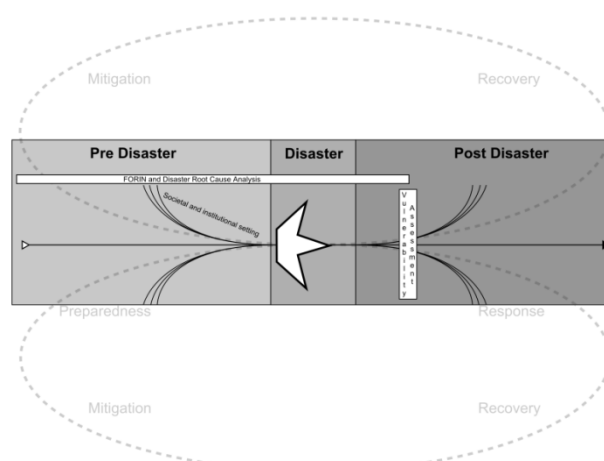 Mitigation
Recovery
Pre Disaster
Disaster
Post Disaster
FORIN and Disaster Root Cause Analysis
Societal and institutional setting
Vulnerability
Assessment
Preparedness
Response
Mitigation
Recovery